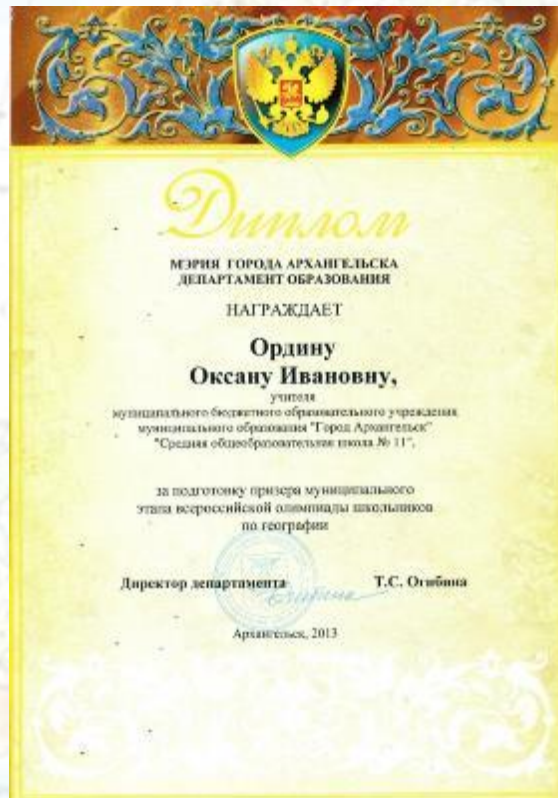 Диплом
МЭРИЯ ГОРОДА АРХАНГЕЛЬСКА
ДЕПАРТАМЕНТ ОБРАЗОВАНИЯ
НАГРАЖДАЕТ
Ордину
Оксану Ивановну,
учителя
муниципального бюджетного образовательного учреждения
муниципального образования "Город Архангельск"
"Средняя общеобразовательная школа № 11",
за подготовку призера муниципального
этапа всероссийской олимпиады школьников
по географии
Директор департамента Т.С. Огибина
Архангельск, 2013